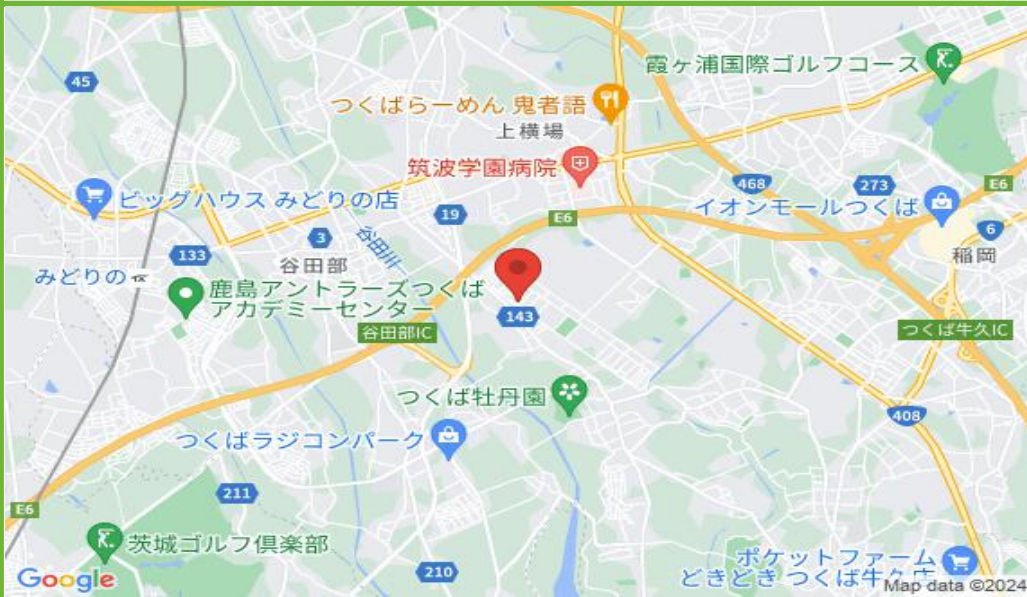 霞ヶ浦国際ゴルフコース
45
つくばらーめん 鬼者語
上横場
筑波学園病院
468
273
E6
ビッグハウス みどりの店
19
E6
イオンモールつくば
6
3
谷田川
133
谷田部
稲岡
みどりの
鹿島アントラーズつくば
アカデミーセンター
143
谷田部IC
つくば牛久IC
つくば牡丹園
408
つくばラジコンパーク
211
E6
茨城ゴルフ倶楽部
ポケットファーム
どきどき つくば牛久店
210
Google
Map data ©2024